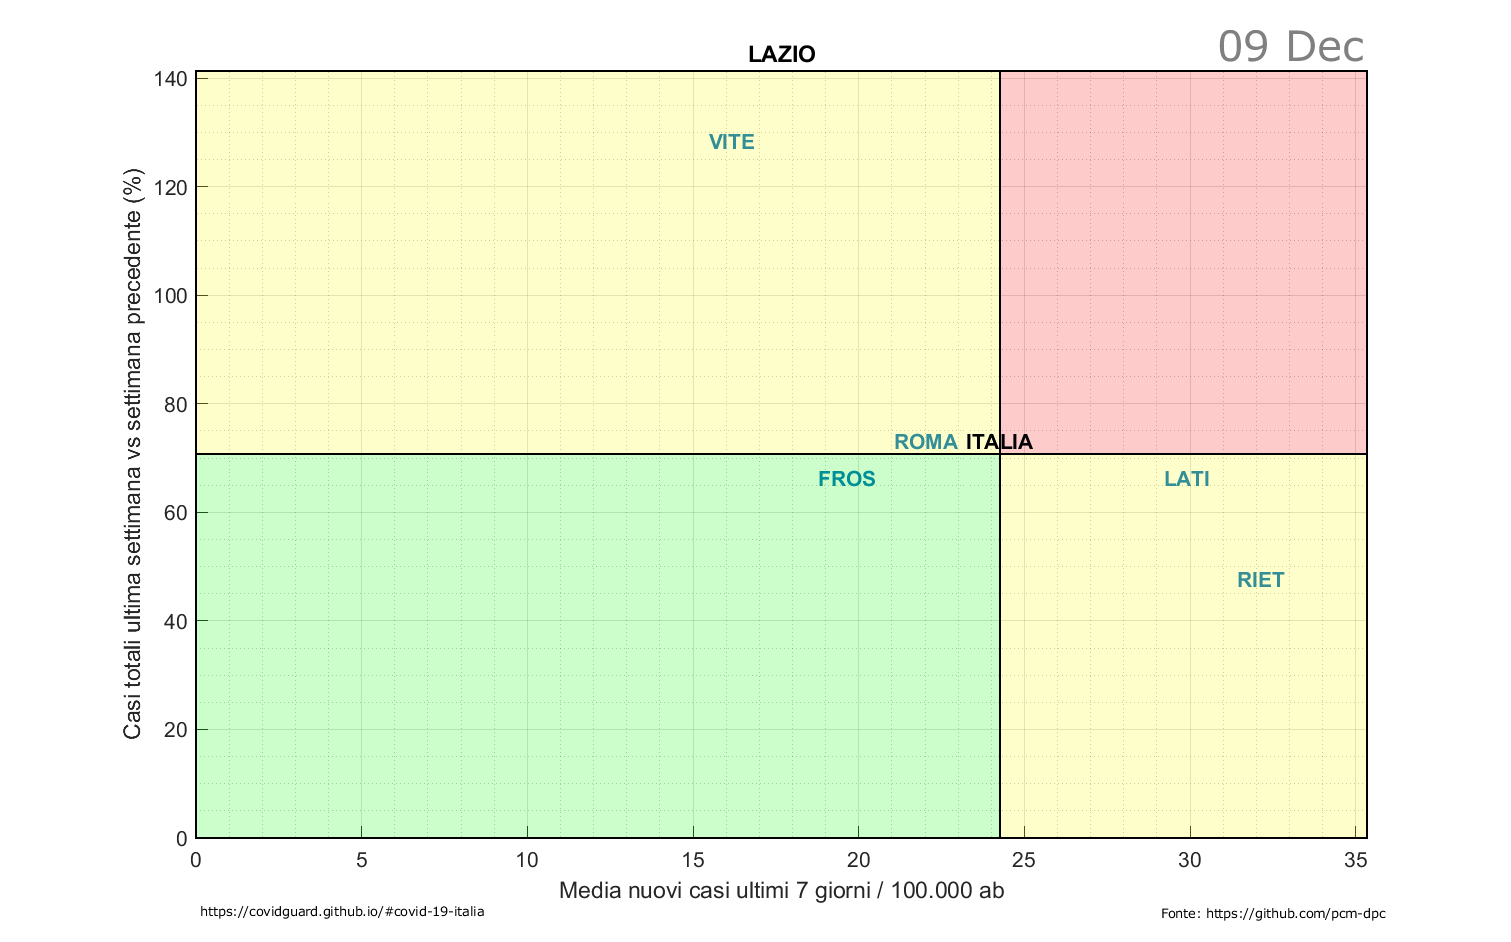 09 Dec
LAZIO
Casi totali ultima settimana vs settimana precedente (%)
140
120
100
80
60
40
20
0
VITE
ROMA ITALIA
FROS
LATI
RIET
0 5 10 15 20 25 30 35
Media nuovi casi ultimi 7 giorni / 100.000 ab
https://covidguard.github.io/#covid-19-italia
Fonte: https://github.com/pcm-dpc